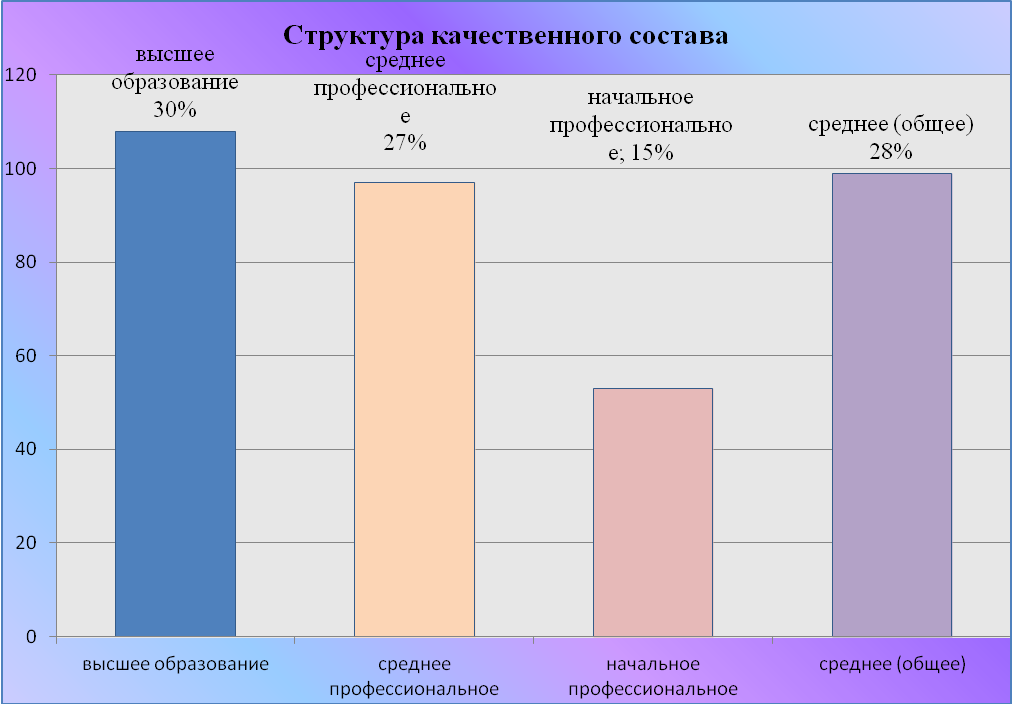 Структура качественного состава
высшее
образование
30%
среднее
профессионально
е
27%
начальное
профессионально
е; 15%
среднее (общее)
28%
120
100
80
60
40
20
0
высшее образование
среднее
профессиональное
начальное
профессиональное
среднее (общее)